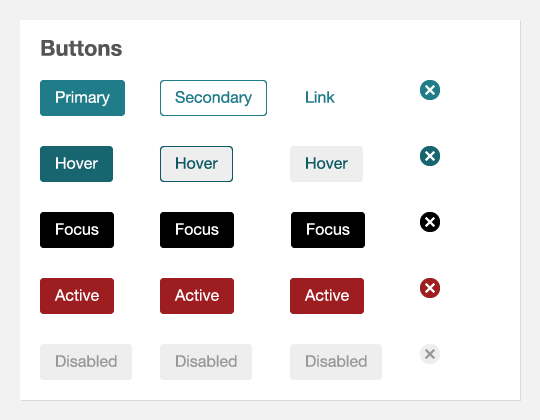 Buttons
Primary Secondary Link
Hover Hover Hover
Focus Focus Focus
Active Active Active
Disabled Disabled Disabled